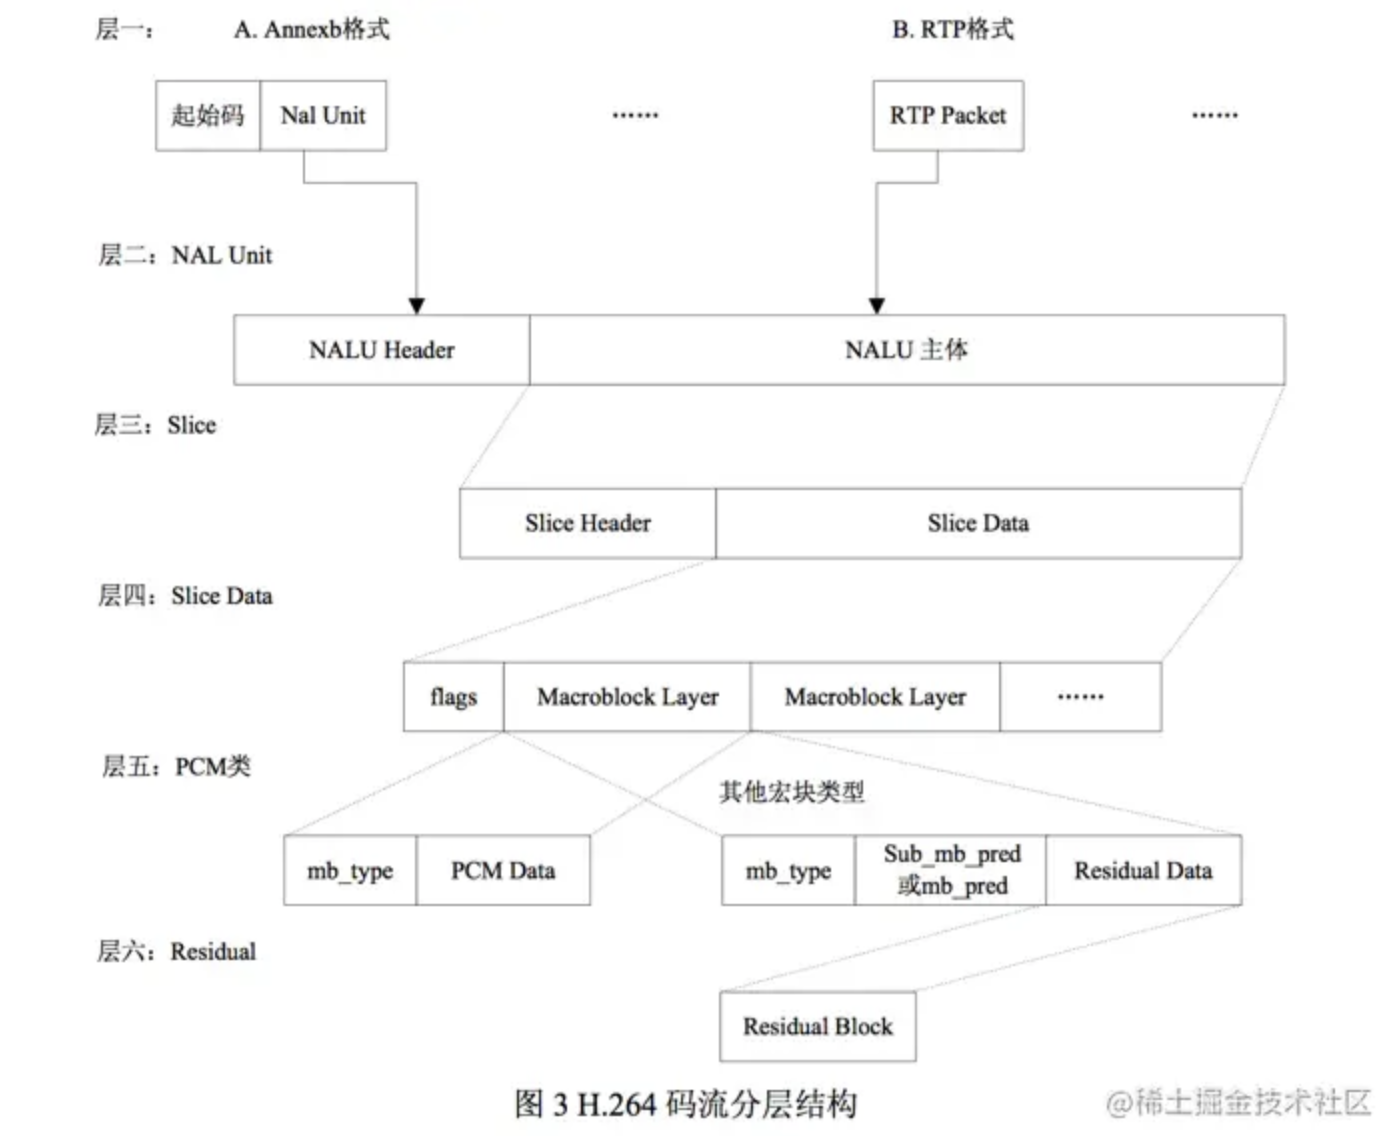 层一： A. Annexb格式 B. RTP格式
起始码 Nal Unit …… RTP Packet ……
层二：NAL Unit
NALU Header NALU 主体
层三：Slice
Slice Header Slice Data
层四：Slice Data
flags Macroblock Layer Macroblock Layer ……
层五：PCM类
其他宏块类型
mb_type PCM Data mb_type Sub_mb_pred
或mb_pred Residual Data
层六：Residual
Residual Block
图 3 H.264 码流分层结构
@稀土掘金技术社区